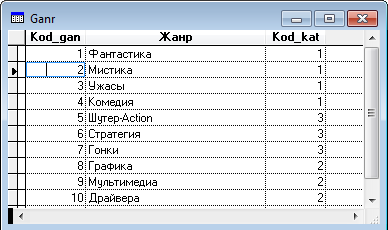 Ganr
Kod_gan Жанр Kod_kat
1 Фантастика 1
2 Мистика 1
3 Ужасы 1
4 Комедия 1
5 Шутер-Action 3
6 Стратегия 3
7 Гонки 3
8 Графика 2
9 Мультимедиа 2
10 Драйвера 2